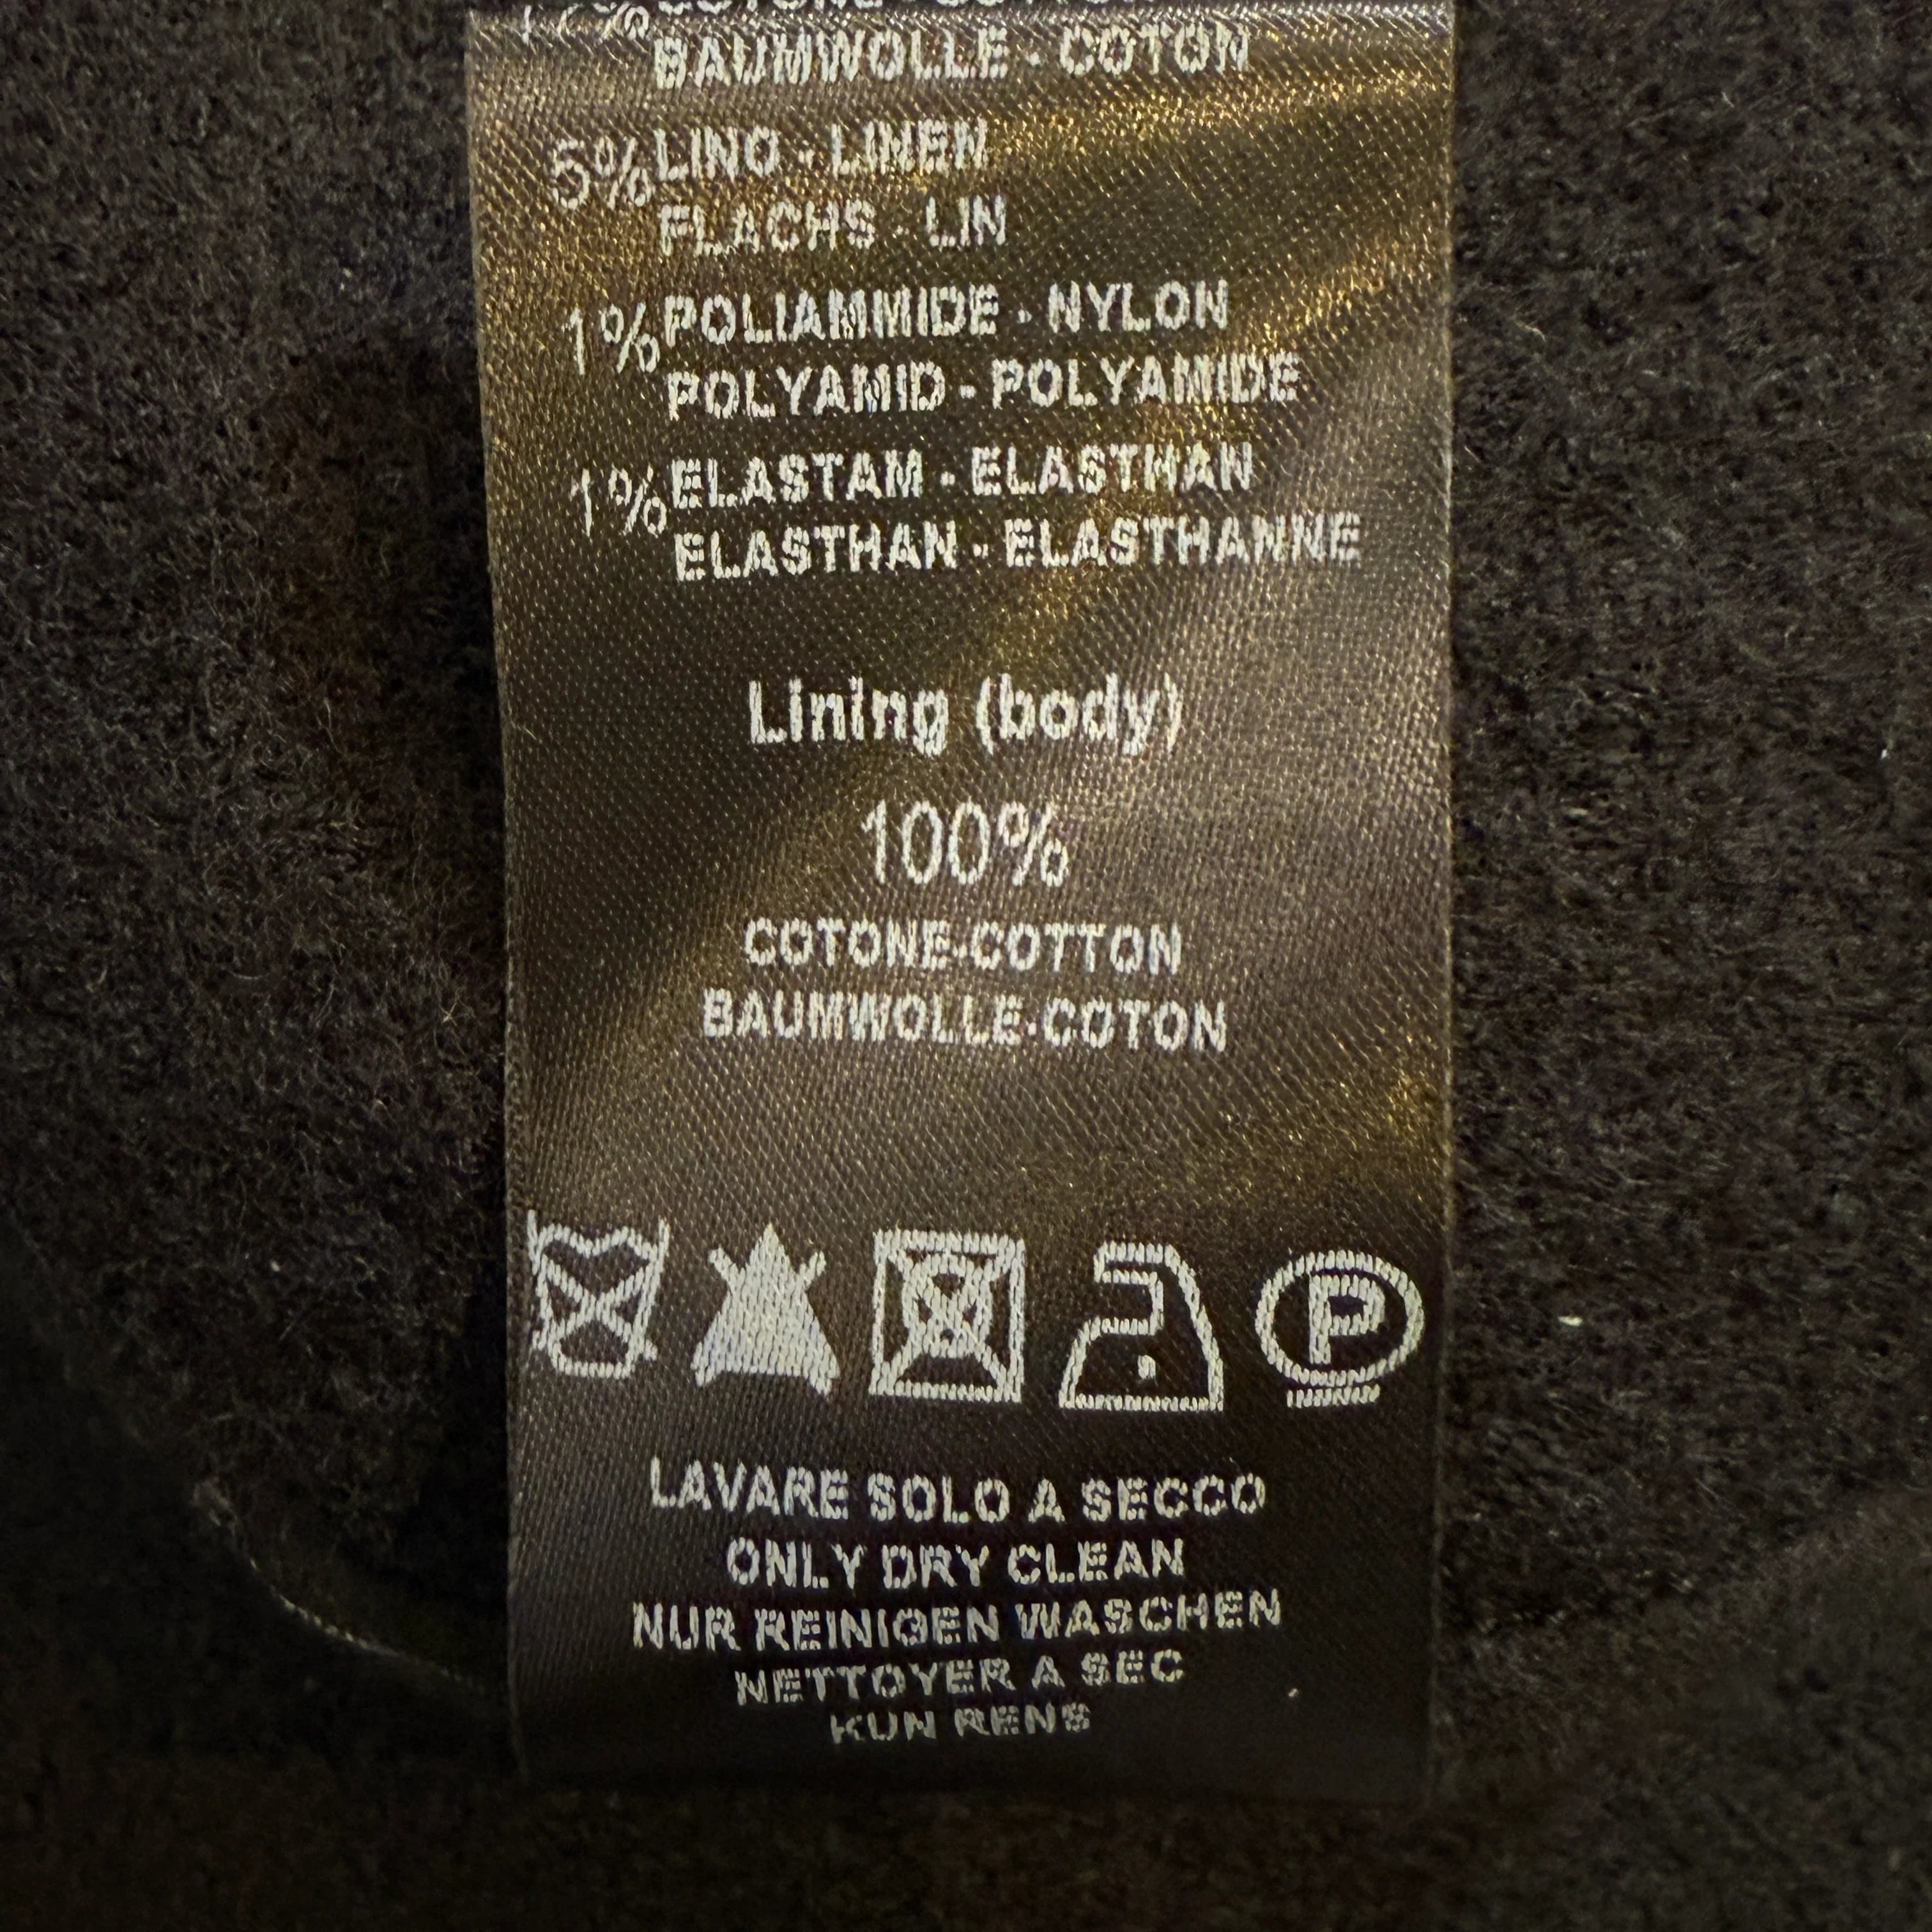 BAUMWOLLE - COTON
5% LINO - LINEN
FLACHS - LIN
1% POLIAMMIDE - NYLON
POLYAMID - POLYAMIDE
1% ELASTAM - ELASTHAN
ELASTHAN - ELASTHANNE
Lining (body)
100%
COTONE-COTTON
BAUMWOLLE-COTON
P
LAVARE SOLO A SECCO
ONLY DRY CLEAN
NUR REINIGEN WASCHEN
NETTOYER A SEC
KUN RENS